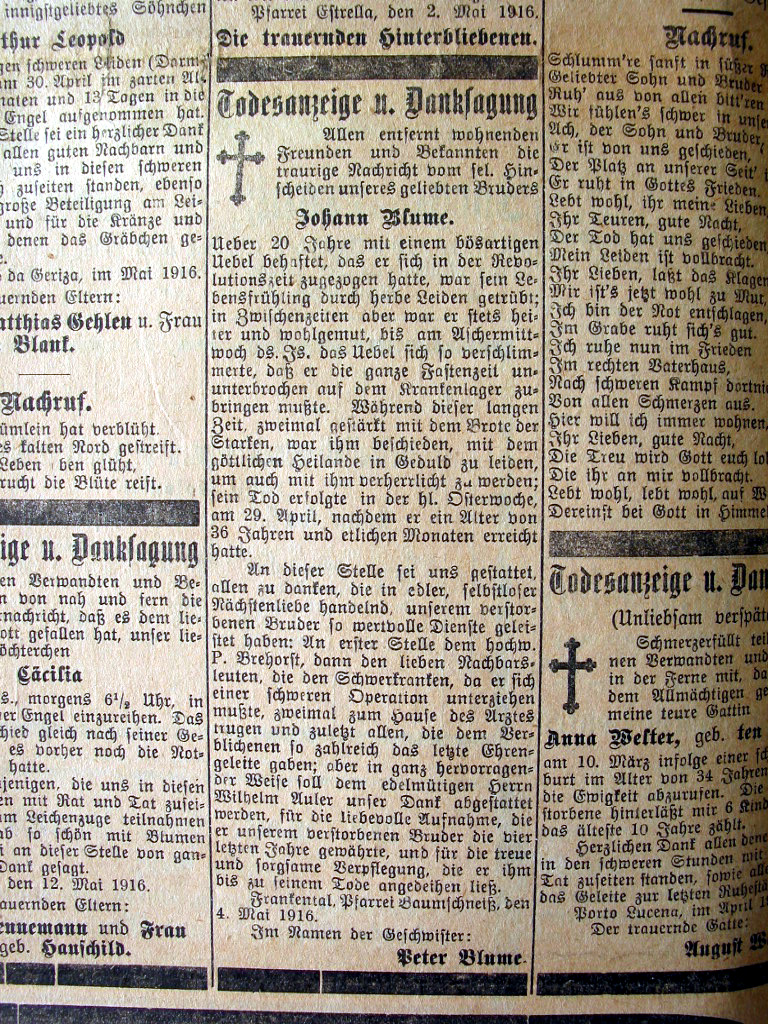 innigstgeliebtes Söhnchen
thur Leopold
gen schweren Leiden (Darm
am 30. April im zarten Al-
naten und 13 Tagen in die
Engel aufgenommen hat.
Stelle sei ein herzlicher Dank
allen guten Nachbarn und
uns in diesen schweren
zuseiten standen, ebenso
große Beteiligung am Lei-
und für die Kränze und
denen das Gräbchen ge-
da Geriza, im Mai 1916.
auernden Eltern:
atthias Gehlen u. Frau
Blank.
Nachruf.
ümlein hat verblüht.
es kalten Nord gestreift.
Leben ben glüht,
rucht die Blüte reift.
ige u. Danksagung
en Verwandten und Be-
n von nah und fern die
nachricht, daß es dem lie-
ott gefallen hat, unser lie-
öchterchen
Cäcilia
s., morgens 6½ Uhr, in
er Engel einzureihen. Das
hied gleich nach seiner Ge-
es vorher noch die Not-
hatte.
jenigen, die uns in diesen
en mit Rat und Tat zusei-
m Leichenzuge teilnahmen
ab so schön mit Blumen
i an dieser Stelle von gan-
Dank gesagt.
den 12. Mai 1916.
auernden Eltern:
nnemann und Frau
geb. Hauschild.
Pfarrei Estrella, den 2. Mai 1916.
Die trauernden Hinterbliebenen.
Todesanzeige u. Danksagung
Allen entfernt wohnenden
Freunden und Bekannten die
traurige Nachricht vom sel. Hin-
scheiden unseres geliebten Bruders
Johann Blume.
Ueber 20 Jahre mit einem bösartigen
Uebel behaftet, das er sich in der Revo-
lutionszeit zugezogen hatte, war sein Le-
bensfrühling durch herbe Leiden getrübt;
in Zwischenzeiten aber war er stets hei-
ter und wohlgemut, bis am Aschermitt-
woch ds. Js. das Uebel sich so verschlim-
merte, daß er die ganze Fastenzeit un-
unterbrochen auf dem Krankenlager zu-
bringen mußte. Während dieser langen
Zeit, zweimal gestärkt mit dem Brote der
Starken, war ihm beschieden, mit dem
göttlichen Heilande in Geduld zu leiden,
um auch mit ihm verherrlicht zu werden;
sein Tod erfolgte in der hl. Osterwoche,
am 29. April, nachdem er ein Alter von
36 Jahren und etlichen Monaten erreicht
hatte.
An dieser Stelle sei uns gestattet,
allen zu danken, die in edler, selbstloser
Nächstenliebe handelnd, unserem verstor-
benen Bruder so wertvolle Dienste gelei-
stet haben: An erster Stelle dem hochw.
P. Brehorst, dann den lieben Nachbars-
leuten, die den Schwerkranken, da er sich
einer schweren Operation unterziehen
mußte, zweimal zum Hause des Arztes
trugen und zuletzt allen, die dem Ver-
blichenen so zahlreich das letzte Ehren-
geleite gaben; aber in ganz hervorragen-
der Weise soll dem edelmütigen Herrn
Wilhelm Auler unser Dank abgestattet
werden, für die liebevolle Aufnahme, die
er unserem verstorbenen Bruder die vier
letzten Jahre gewährte, und für die treue
und sorgsame Verpflegung, die er ihm
bis zu seinem Tode angedeihen ließ.
Frankental, Pfarrei Baumschneiß, den
4. Mai 1916.
Im Namen der Geschwister:
Peter Blume.
Nachruf.
Schlumm're sanft in süßer R
Geliebter Sohn und Bruder
Ruh' aus von allen bitt'ren
Wir fühlen's schwer in unse
Ach, der Sohn und Bruder,
Er ist von uns geschieden,
Der Platz an unserer Seit'
Er ruht in Gottes Frieden.
Lebt wohl, ihr meine Lieben,
Ihr Teuren, gute Nacht,
Der Tod hat uns geschieden
Mein Leiden ist vollbracht.
Ihr Lieben, laßt das Klagen
Mir ist's jetzt wohl zu Mut,
Ich bin der Not entschlagen,
Im Grabe ruht sich's gut.
Ich ruhe nun im Frieden
Im rechten Vaterhaus,
Nach schweren Kampf dortnie
Von allen Schmerzen aus.
Hier will ich immer wohnen,
Ihr Lieben, gute Nacht,
Die Treu wird Gott euch lo
Die ihr an mir vollbracht.
Lebt wohl, lebt wohl, auf W
Dereinst bei Gott in Himmel
Todesanzeige u. Dan
(Unliebsam verspäte
Schmerzerfüllt teil
nen Verwandten und
in der Ferne mit, da
dem Allmächtigen ge
meine teure Gattin
Anna Welter, geb. ten
am 10. März infolge einer sch
burt im Alter von 34 Jahren
die Ewigkeit abzurufen. Die
storbene hinterläßt mir 6 Kind
das älteste 10 Jahre zählt.
Herzlichen Dank allen dene
in den schweren Stunden mit
Tat zuseiten standen, sowie alle
das Geleite zur letzten Ruhestä
Porto Lucena, im April 1
Der trauernde Gatte:
August W